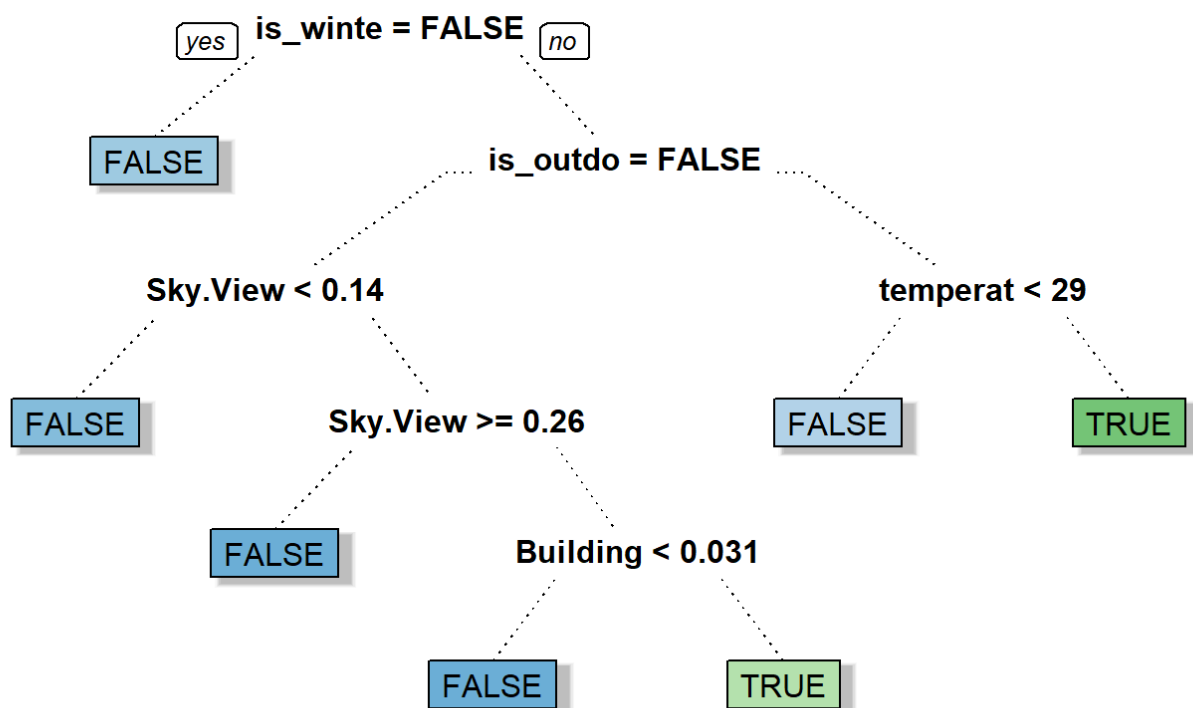 yes is_winte = FALSE no
FALSE
is_outdo = FALSE
Sky.View < 0.14
temperat < 29
FALSE
Sky.View >= 0.26
FALSE
TRUE
FALSE
Building < 0.031
FALSE
TRUE